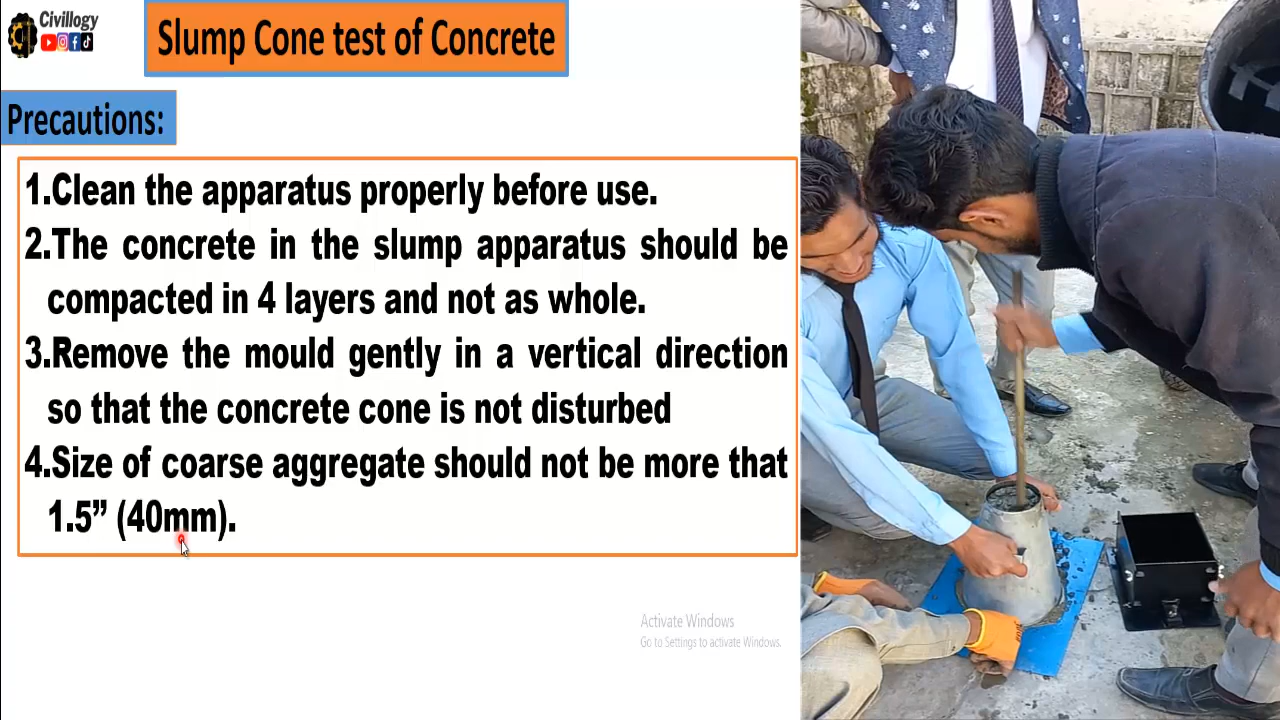 Civillogy
Slump Cone test of Concrete
Precautions:
1.Clean the apparatus properly before use.
2.The concrete in the slump apparatus should be
compacted in 4 layers and not as whole.
3.Remove the mould gently in a vertical direction
so that the concrete cone is not disturbed
4.Size of coarse aggregate should not be more that
1.5” (40mm).
Activate Windows
Go to Settings to activate Windows.